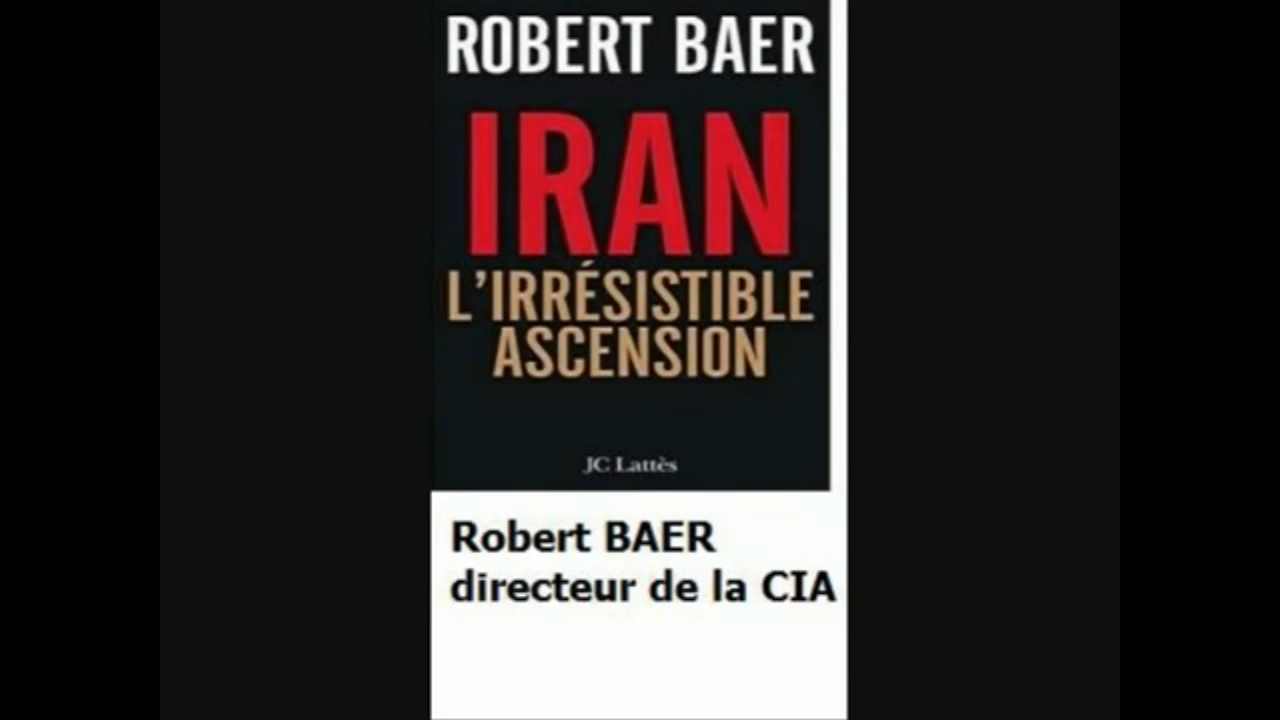 ROBERT BAER
IRAN
L'IRRÉSISTIBLE
ASCENSION
JC Lattès
Robert BAER
directeur de la CIA